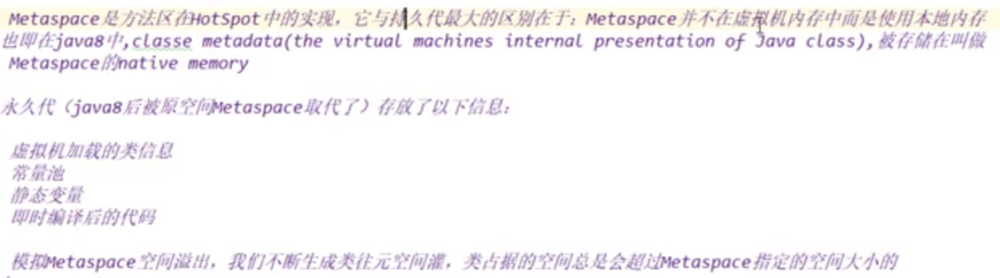 Metaspace是方法区在HotSpot中的实现，它与持久代最大的区别在于：Metaspace并不在虚拟机内存中而是使用本地内存
也即在java8中,classe metadata(the virtual machines internal presentation of Java class),被存储在叫做
Metaspace的native memory
永久代（java8后被原空间Metaspace取代了）存放了以下信息：
虚拟机加载的类信息
常量池
静态变量
即时编译后的代码
模拟Metaspace空间溢出，我们不断生成类往元空间灌，类占据的空间总是会超过Metaspace指定的空间大小的